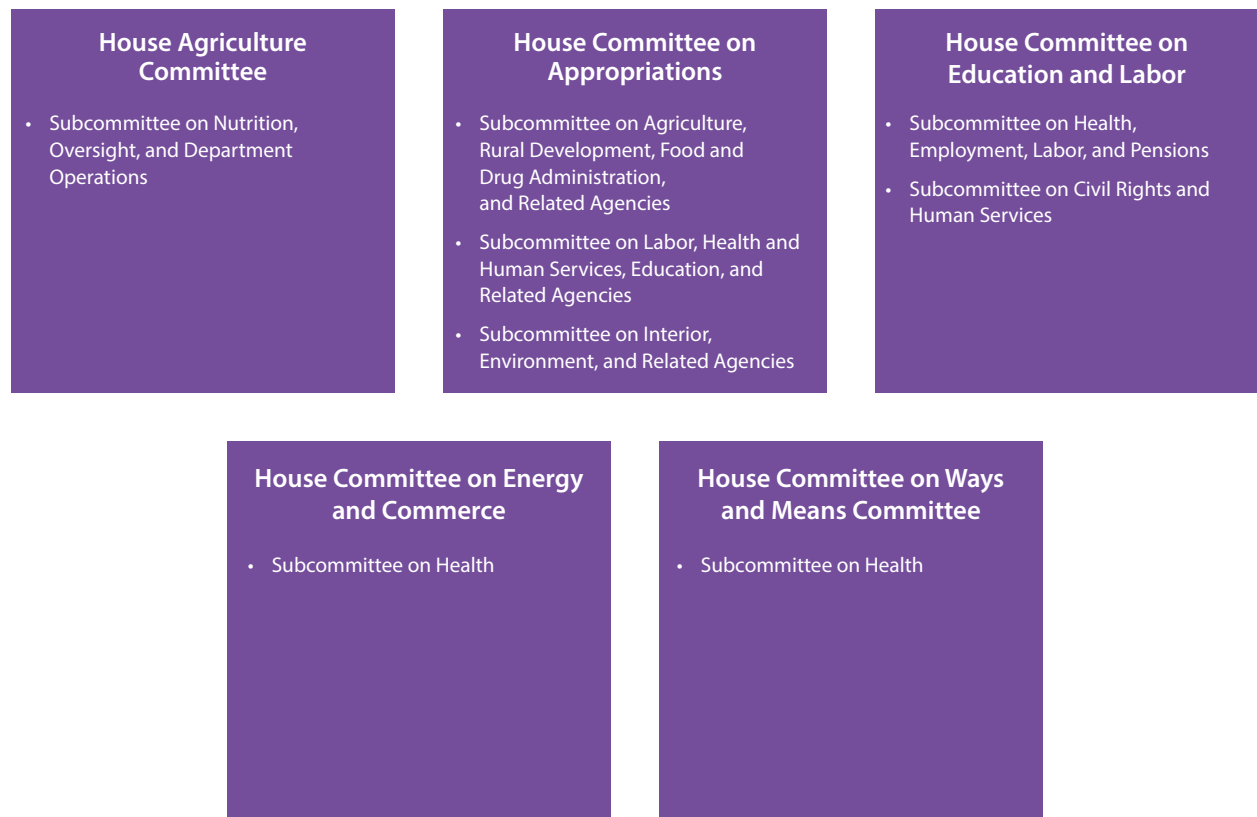 House Agriculture
Committee
• Subcommittee on Nutrition,
Oversight, and Department
Operations
House Committee on
Appropriations
• Subcommittee on Agriculture,
Rural Development, Food and
Drug Administration,
and Related Agencies
• Subcommittee on Labor, Health and
Human Services, Education, and
Related Agencies
• Subcommittee on Interior,
Environment, and Related Agencies
House Committee on
Education and Labor
• Subcommittee on Health,
Employment, Labor, and Pensions
• Subcommittee on Civil Rights and
Human Services
House Committee on Energy
and Commerce
• Subcommittee on Health
House Committee on Ways
and Means Committee
• Subcommittee on Health